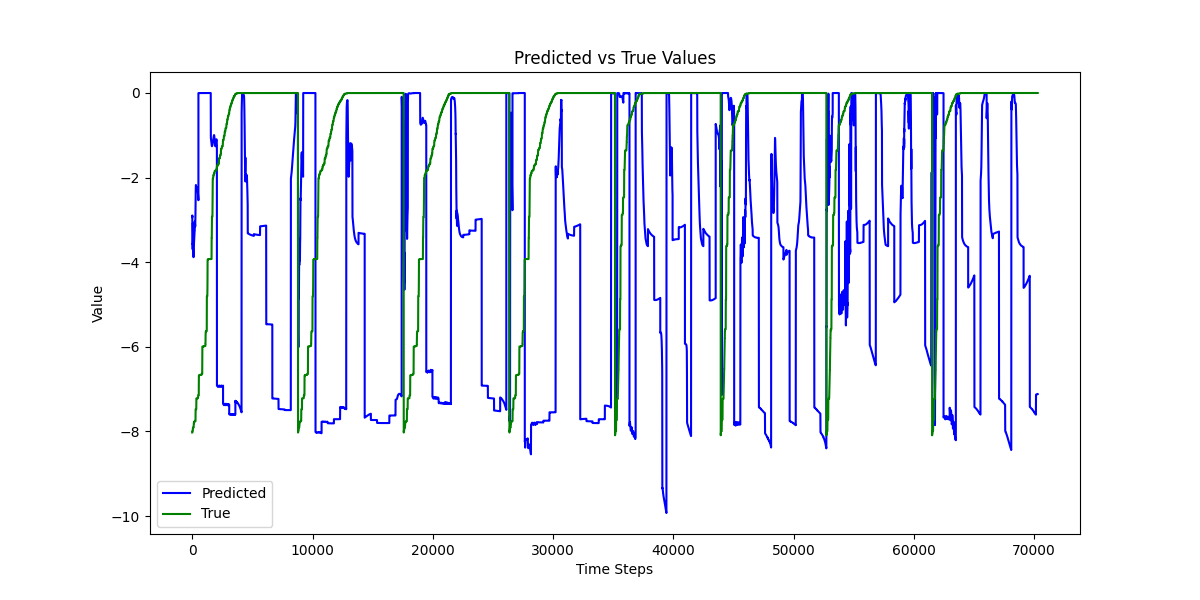 Predicted vs True Values
Value
0
−2
−4
−6
−8
−10
Predicted
True
0 10000 20000 30000 40000 50000 60000 70000
Time Steps